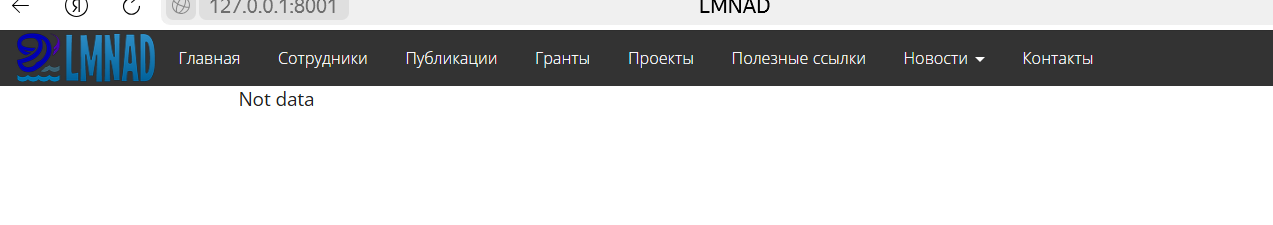 Я 127.0.0.1:8001 LMNAD
LMNAD Главная Сотрудники Публикации Гранты Проекты Полезные ссылки Новости Контакты
Not data